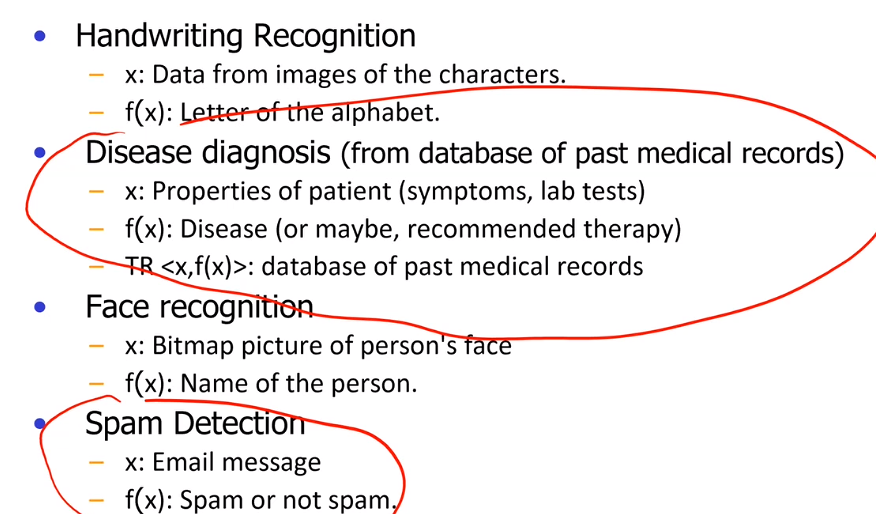 • Handwriting Recognition
– x: Data from images of the characters.
– f(x): Letter of the alphabet.
• Disease diagnosis (from database of past medical records)
– x: Properties of patient (symptoms, lab tests)
– f(x): Disease (or maybe, recommended therapy)
– TR <x,f(x)>: database of past medical records
• Face recognition
– x: Bitmap picture of person's face
– f(x): Name of the person.
• Spam Detection
– x: Email message
– f(x): Spam or not spam.